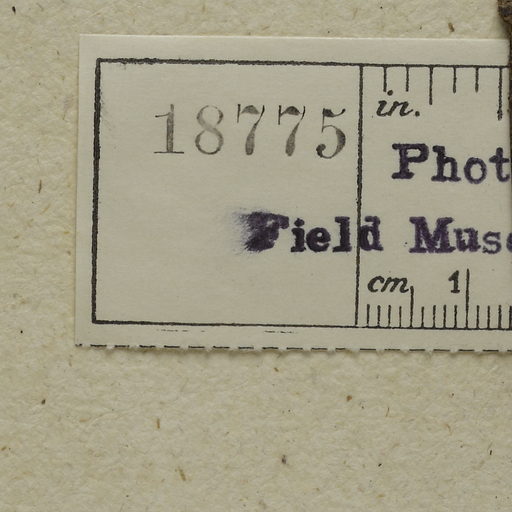 18775
in.
Phot
Field Muse
cm. 1